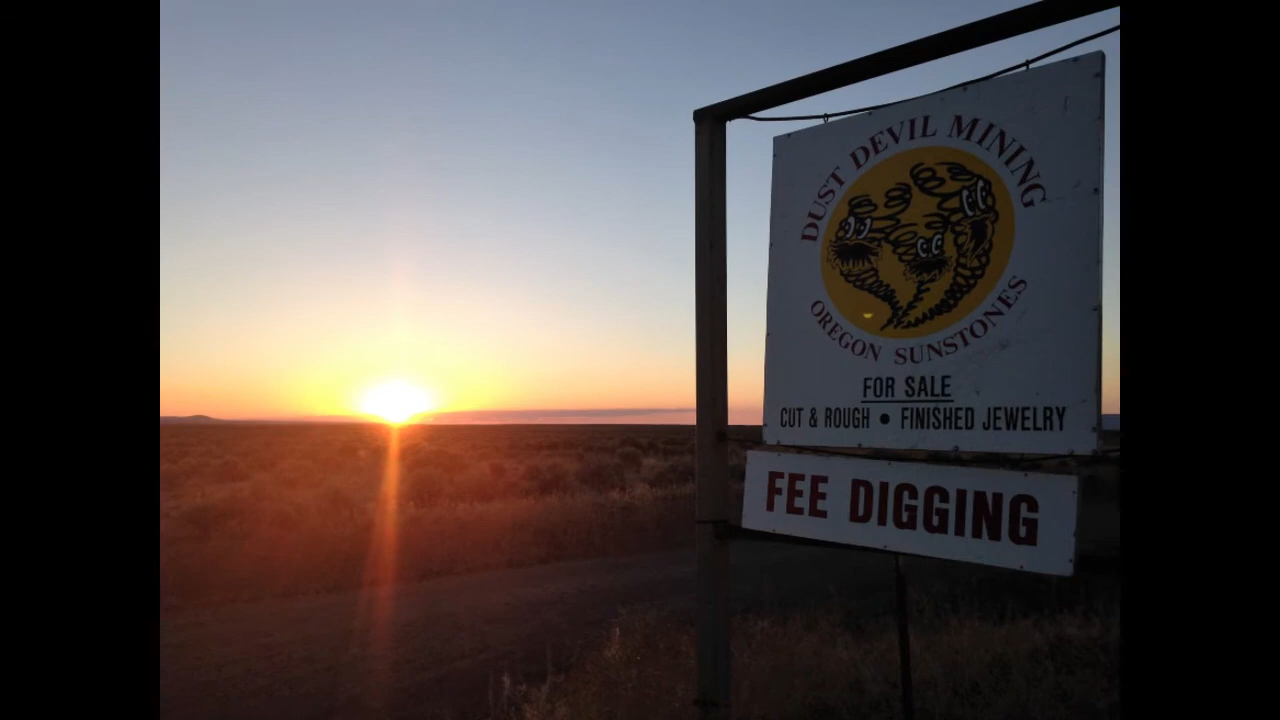 DUST DEVIL MINING
OREGON SUNSTONES
FOR SALE
CUT & ROUGH • FINISHED JEWELRY
FEE DIGGING